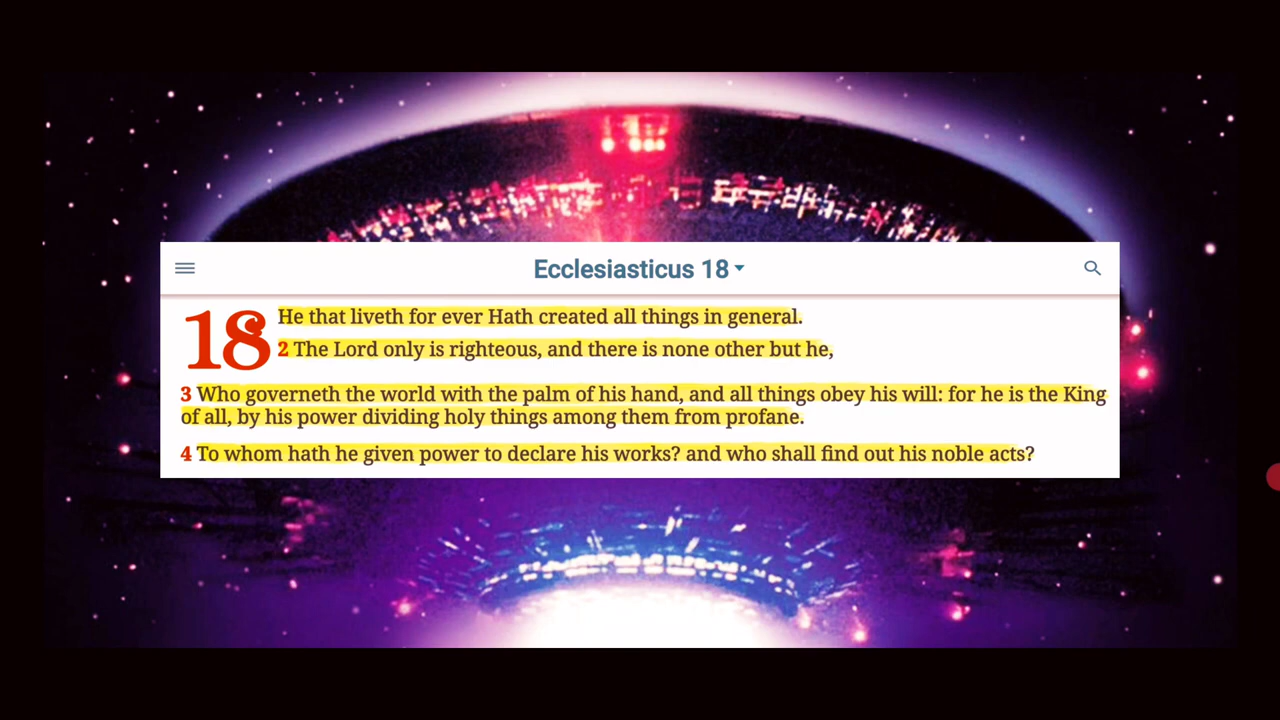 Ecclesiasticus 18
18 He that liveth for ever Hath created all things in general.
2 The Lord only is righteous, and there is none other but he,
3 Who governeth the world with the palm of his hand, and all things obey his will: for he is the King
of all, by his power dividing holy things among them from profane.
4 To whom hath he given power to declare his works? and who shall find out his noble acts?